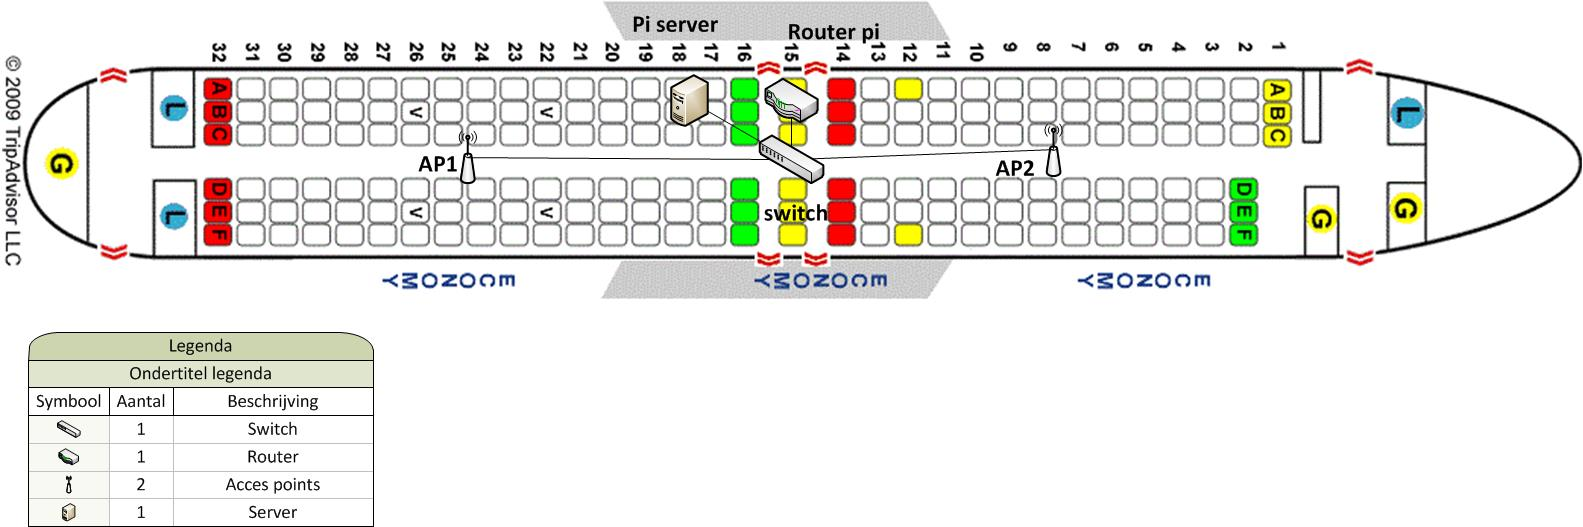 Pi server
Router pi
32 31 30 29 28 27 26 25 24 23 22 21 20 19 18 17 16 15 14 13 12 11 10 9 8 7 6 5 4 3 2 1
© 2009 TripAdvisor LLC
A A
L B V V B L
C C
G AP1 AP2
D D
L E V V switch E G G
F F
ECONOMY ECONOMY ECONOMY
Legenda
Ondertitel legenda
Symbool Aantal Beschrijving
1 Switch
1 Router
2 Acces points
1 Server